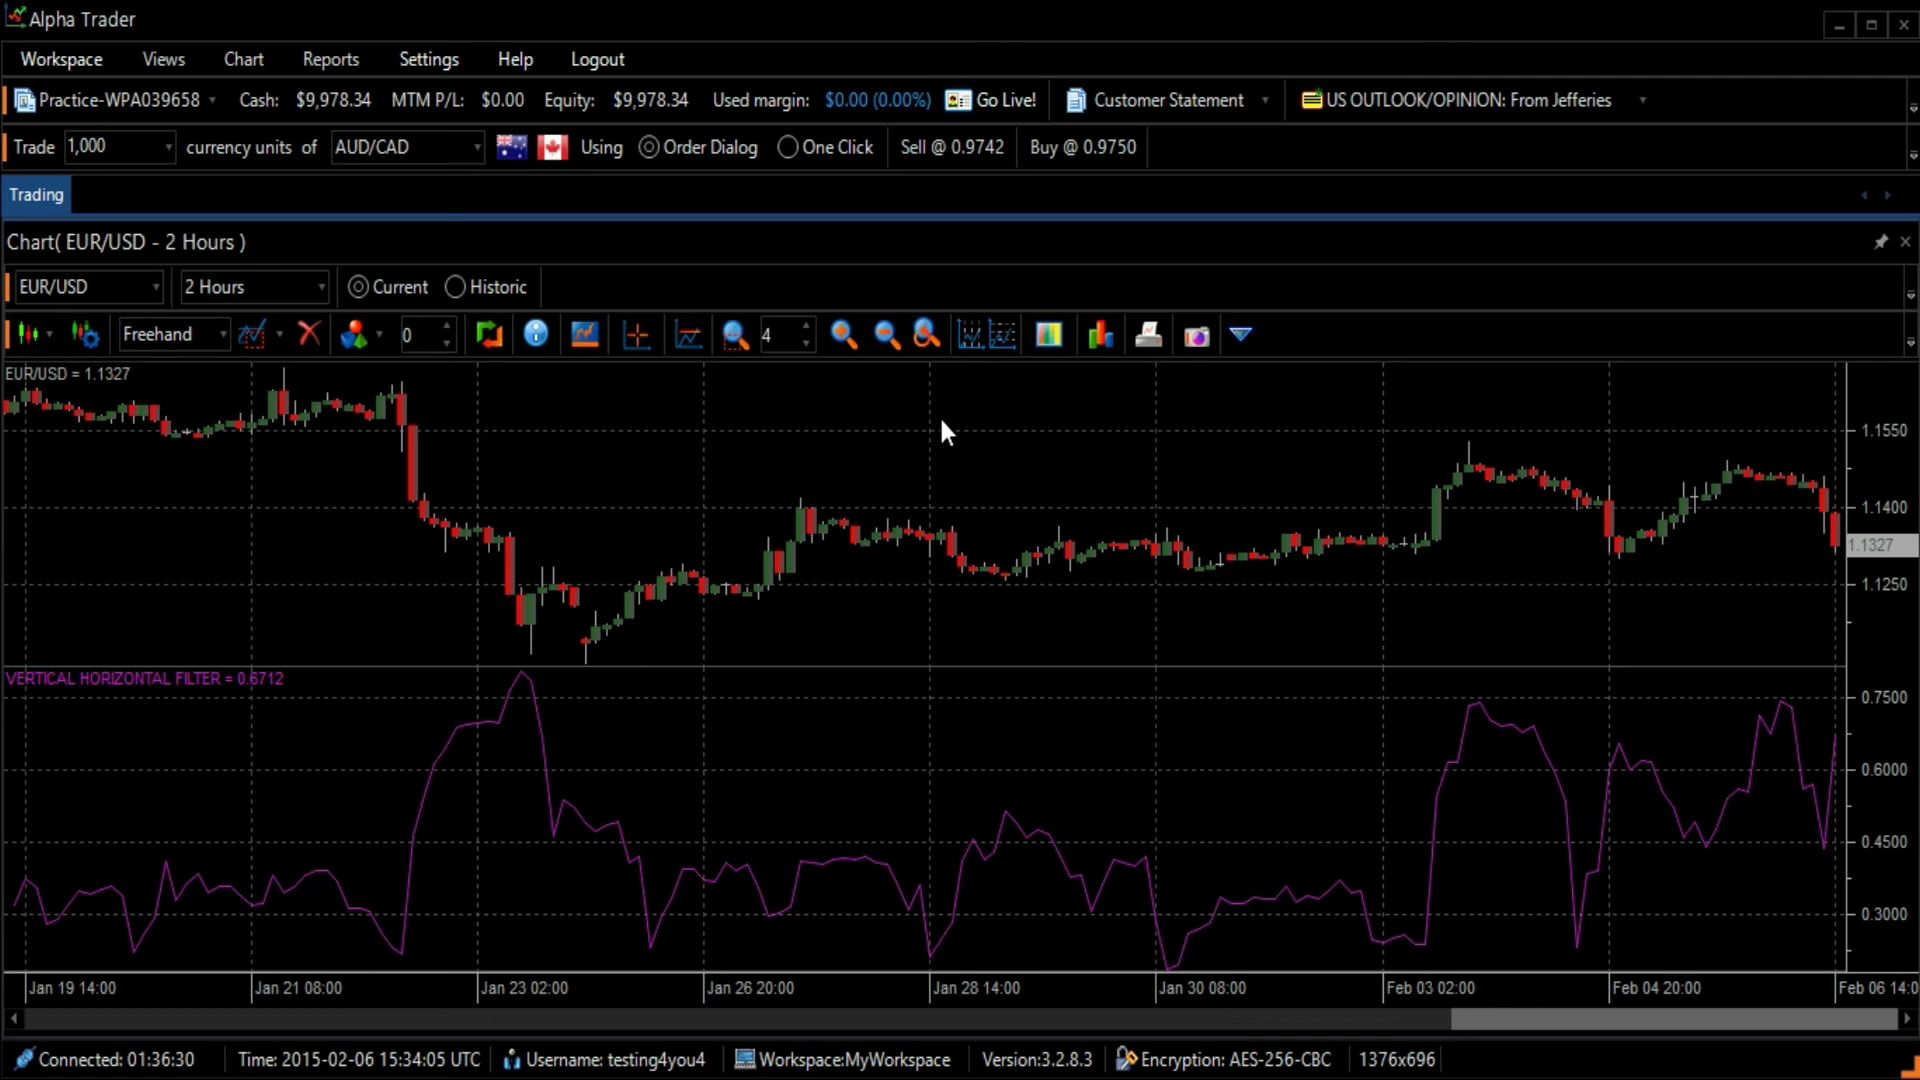 Alpha Trader
Workspace Views Chart Reports Settings Help Logout
Practice-WPA039658 Cash: $9,978.34 MTM P/L: $0.00 Equity: $9,978.34 Used margin: $0.00 (0.00%) Go Live! Customer Statement US OUTLOOK/OPINION: From Jefferies
Trade 1,000 currency units of AUD/CAD Using Order Dialog One Click Sell @ 0.9742 Buy @ 0.9750
Trading
Chart( EUR/USD - 2 Hours )
EUR/USD 2 Hours Current Historic
Freehand 0 4
EUR/USD = 1.1327
1.1550
1.1400
1.1327
1.1250
VERTICAL HORIZONTAL FILTER = 0.6712
0.7500
0.6000
0.4500
0.3000
Jan 19 14:00 Jan 21 08:00 Jan 23 02:00 Jan 26 20:00 Jan 28 14:00 Jan 30 08:00 Feb 03 02:00 Feb 04 20:00 Feb 06 14:0
Connected: 01:36:30 Time: 2015-02-06 15:34:05 UTC Username: testing4you4 Workspace:MyWorkspace Version:3.2.8.3 Encryption: AES-256-CBC 1376x696